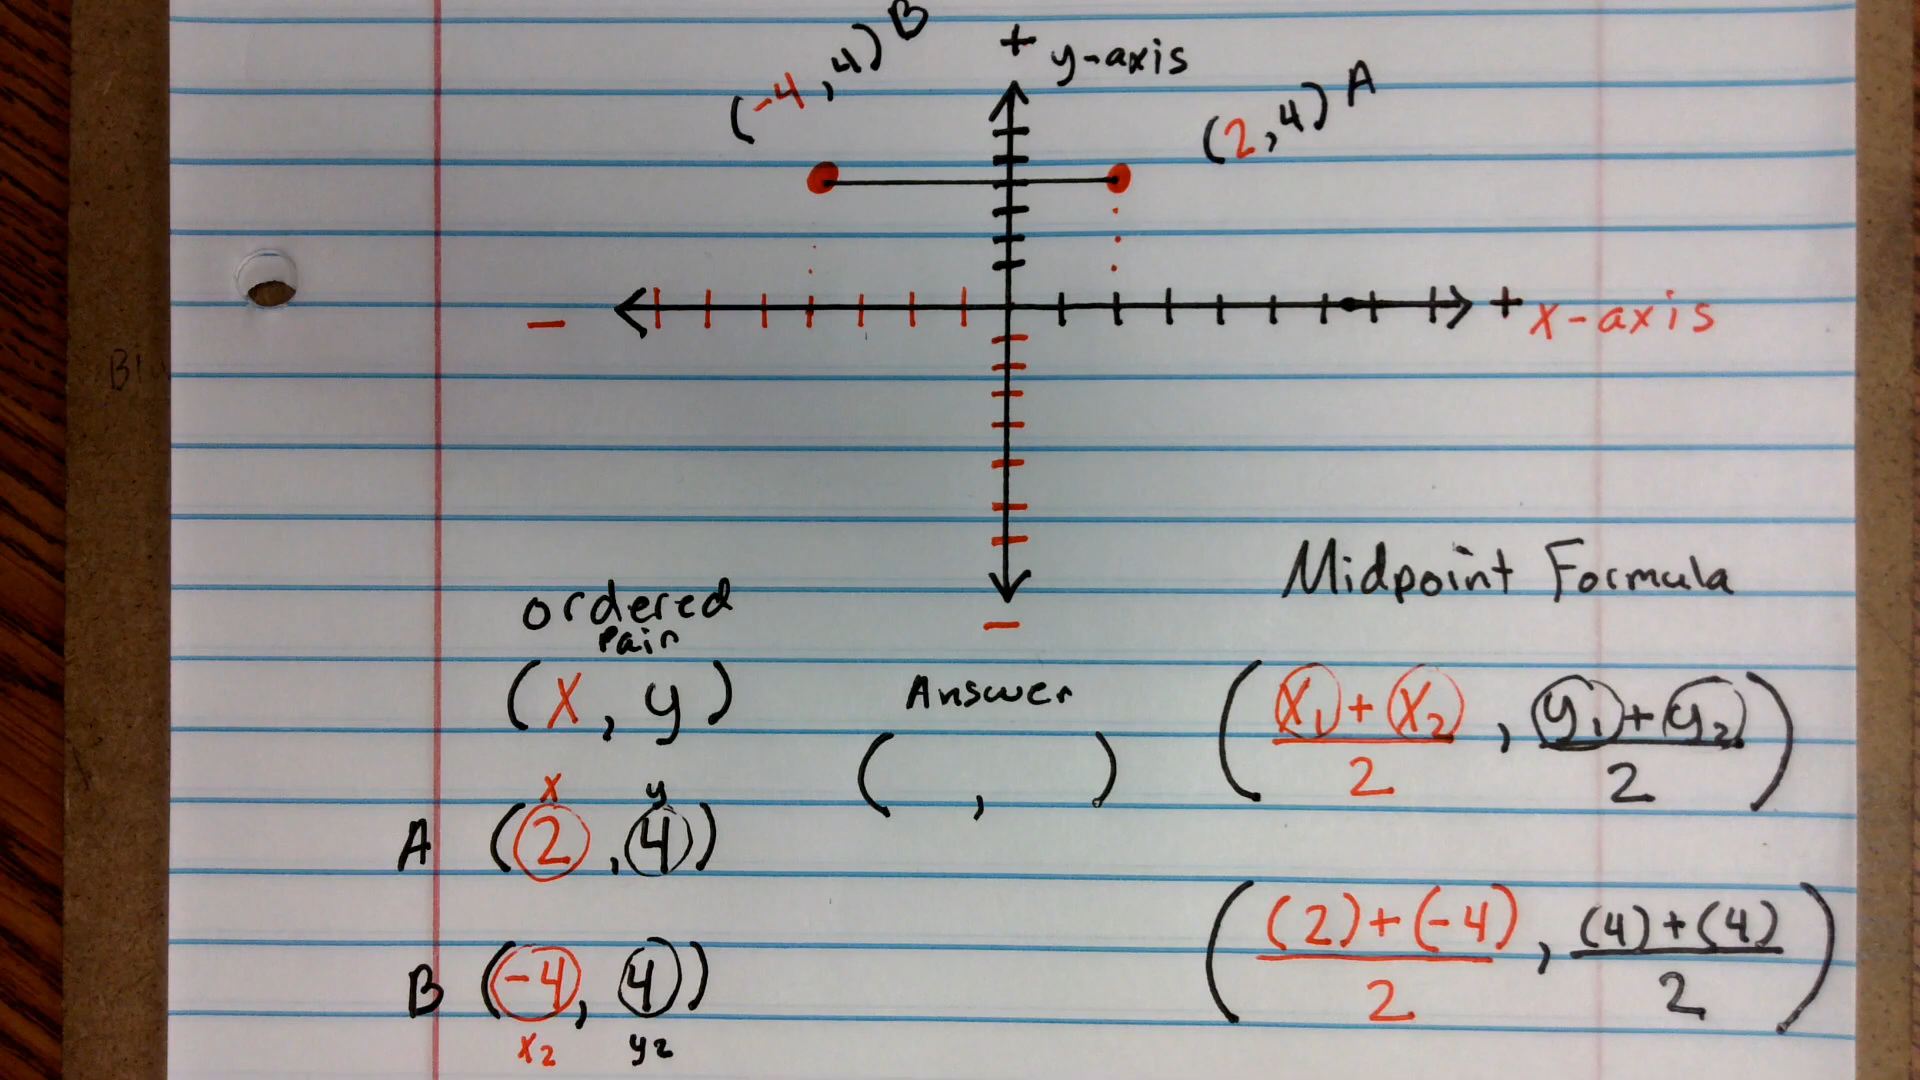 (-4, 4) B
+ y-axis
(2, 4) A
-
+ x-axis
-
Midpoint Formula
ordered
Pair
(x, y)
Answer
( , )
(x₁ + x₂ / 2, y₁ + y₂ / 2)
x y
A (2, 4)
B (-4, 4)
x₂ y₂
((2) + (-4) / 2, (4) + (4) / 2)